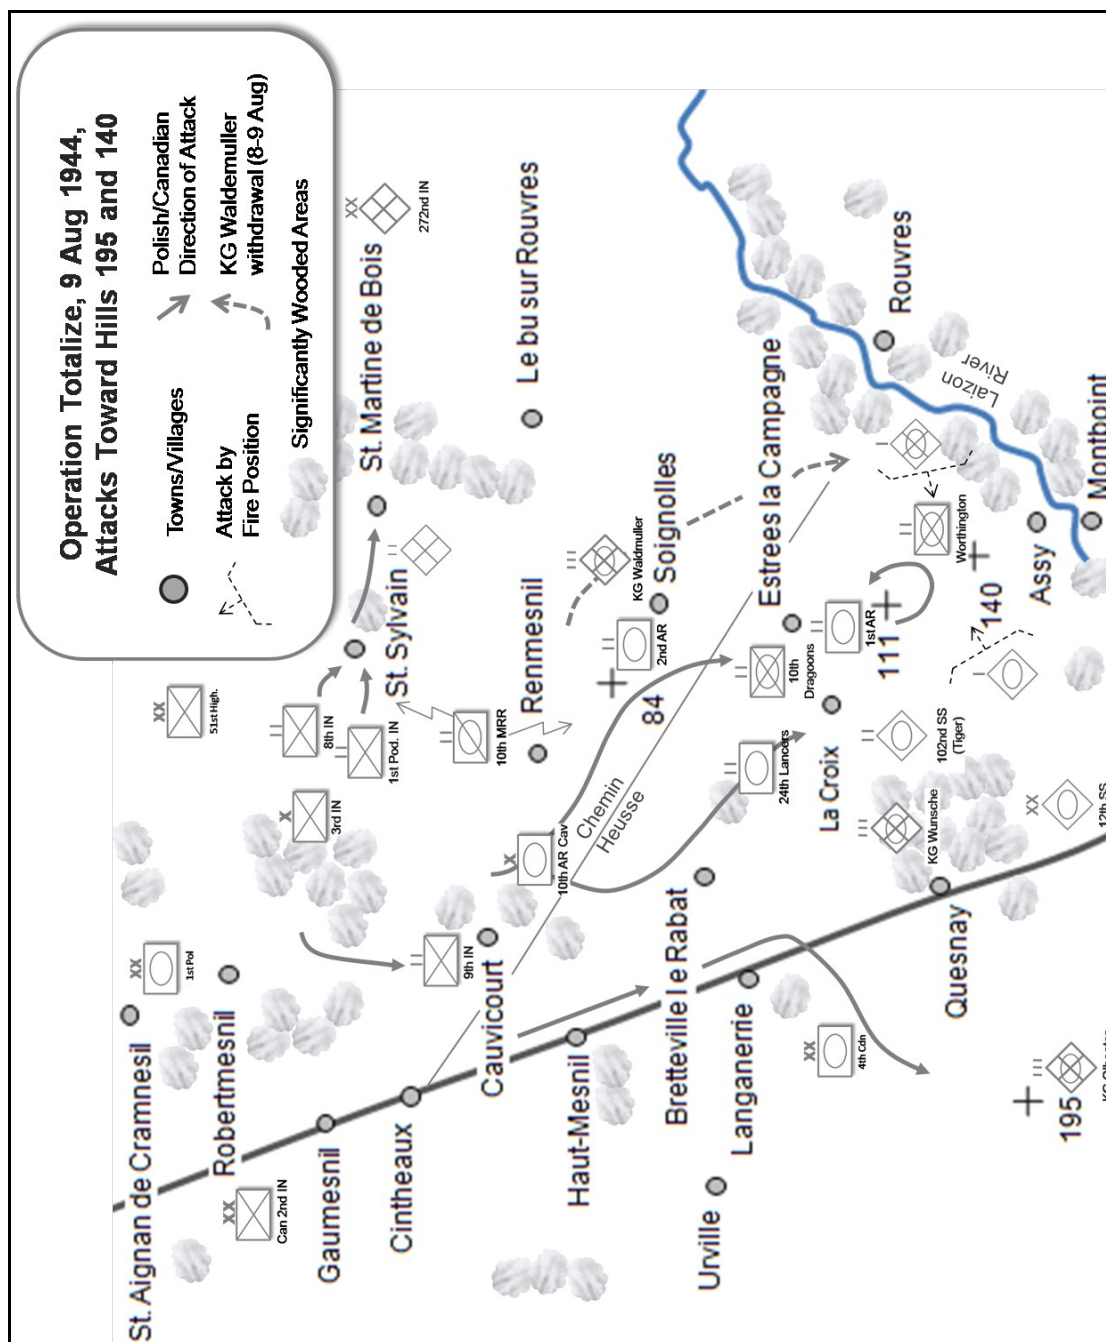 Operation Totalize, 9 Aug 1944,
Attacks Toward Hills 195 and 140
Towns/Villages
Polish/Canadian
Direction of Attack
Attack by
Fire Position
KG Waldemuller
withdrawal (8-9 Aug)
Significantly Wooded Areas
St. Aignan de Cramnesil
1st Pol
51st High.
Robertmesnil
Can 2nd IN
Gaumesnil
3rd IN
8th IN
1st Pod. IN
St. Sylvain
St. Martine de Bois
272nd IN
Cintheaux
9th IN
Cauvicourt
10th MRR
Renmesnil
Le bu sur Rouvres
Haut-Mesnil
10th AR Cav
Chemin
Heusse
84
2nd AR
KG Waldmuller
Soignolles
Bretteville le Rabat
Langanerrie
Urville
24th Lancers
10th
Dragoons
Estrees la Campagne
La Croix
4th Cdn
1st AR
111
Rouvres
KG Wunsche
102nd SS
(Tiger)
Worthington
Laizon
River
Quesnay
140
Assy
195
12th SS
Montboint